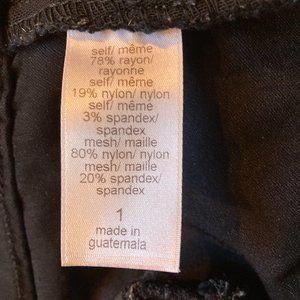 self/ même
78% rayon/
rayonne
self/ même
19% nylon/ nylon
self/ même
3% spandex/
spandex
mesh/ maille
80% nylon/ nylon
mesh/ maille
20% spandex/
spandex
1
made in
guatemala